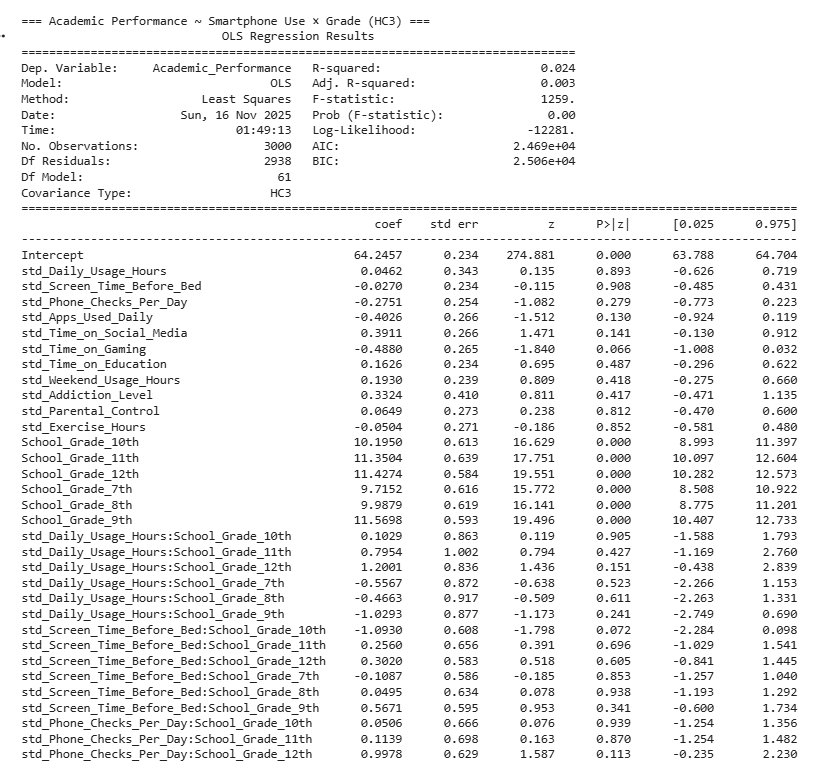 === Academic Performance ~ Smartphone Use × Grade (HC3) ===
OLS Regression Results
==============================================================================
Dep. Variable: Academic_Performance R-squared: 0.024
Model: OLS Adj. R-squared: 0.003
Method: Least Squares F-statistic: 1259.
Date: Sun, 16 Nov 2025 Prob (F-statistic): 0.00
Time: 01:49:13 Log-Likelihood: -12281.
No. Observations: 3000 AIC: 2.469e+04
Df Residuals: 2938 BIC: 2.506e+04
Df Model: 61
Covariance Type: HC3
==============================================================================
coef std err z P>|z| [0.025 0.975]
------------------------------------------------------------------------------
Intercept 64.2457 0.234 274.881 0.000 63.788 64.704
std_Daily_Usage_Hours 0.0462 0.343 0.135 0.893 -0.626 0.719
std_Screen_Time_Before_Bed -0.0270 0.234 -0.115 0.908 -0.485 0.431
std_Phone_Checks_Per_Day -0.2751 0.254 -1.082 0.279 -0.773 0.223
std_Apps_Used_Daily -0.4026 0.266 -1.512 0.130 -0.924 0.119
std_Time_on_Social_Media 0.3911 0.266 1.471 0.141 -0.130 0.912
std_Time_on_Gaming -0.4880 0.265 -1.840 0.066 -1.008 0.032
std_Time_on_Education 0.1626 0.234 0.695 0.487 -0.296 0.622
std_Weekend_Usage_Hours 0.1930 0.239 0.809 0.418 -0.275 0.660
std_Addiction_Level 0.3324 0.410 0.811 0.417 -0.471 1.135
std_Parental_Control 0.0649 0.273 0.238 0.812 -0.470 0.600
std_Exercise_Hours -0.0504 0.271 -0.186 0.852 -0.581 0.480
School_Grade_10th 10.1950 0.613 16.629 0.000 8.993 11.397
School_Grade_11th 11.3504 0.639 17.751 0.000 10.097 12.604
School_Grade_12th 11.4274 0.584 19.551 0.000 10.282 12.573
School_Grade_7th 9.7152 0.616 15.772 0.000 8.508 10.922
School_Grade_8th 9.9879 0.619 16.141 0.000 8.775 11.201
School_Grade_9th 11.5698 0.593 19.496 0.000 10.407 12.733
std_Daily_Usage_Hours:School_Grade_10th 0.1029 0.863 0.119 0.905 -1.588 1.793
std_Daily_Usage_Hours:School_Grade_11th 0.7954 1.002 0.794 0.427 -1.169 2.760
std_Daily_Usage_Hours:School_Grade_12th 1.2001 0.836 1.436 0.151 -0.438 2.839
std_Daily_Usage_Hours:School_Grade_7th -0.5567 0.872 -0.638 0.523 -2.266 1.153
std_Daily_Usage_Hours:School_Grade_8th -0.4663 0.917 -0.509 0.611 -2.263 1.331
std_Daily_Usage_Hours:School_Grade_9th -1.0293 0.877 -1.173 0.241 -2.749 0.690
std_Screen_Time_Before_Bed:School_Grade_10th -1.0930 0.608 -1.798 0.072 -2.284 0.098
std_Screen_Time_Before_Bed:School_Grade_11th 0.2560 0.656 0.391 0.696 -1.029 1.541
std_Screen_Time_Before_Bed:School_Grade_12th 0.3020 0.583 0.518 0.605 -0.841 1.445
std_Screen_Time_Before_Bed:School_Grade_7th -0.1087 0.586 -0.185 0.853 -1.257 1.040
std_Screen_Time_Before_Bed:School_Grade_8th 0.0495 0.634 0.078 0.938 -1.193 1.292
std_Screen_Time_Before_Bed:School_Grade_9th 0.5671 0.595 0.953 0.341 -0.600 1.734
std_Phone_Checks_Per_Day:School_Grade_10th 0.0506 0.666 0.076 0.939 -1.254 1.356
std_Phone_Checks_Per_Day:School_Grade_11th 0.1139 0.698 0.163 0.870 -1.254 1.482
std_Phone_Checks_Per_Day:School_Grade_12th 0.9978 0.629 1.587 0.113 -0.235 2.230